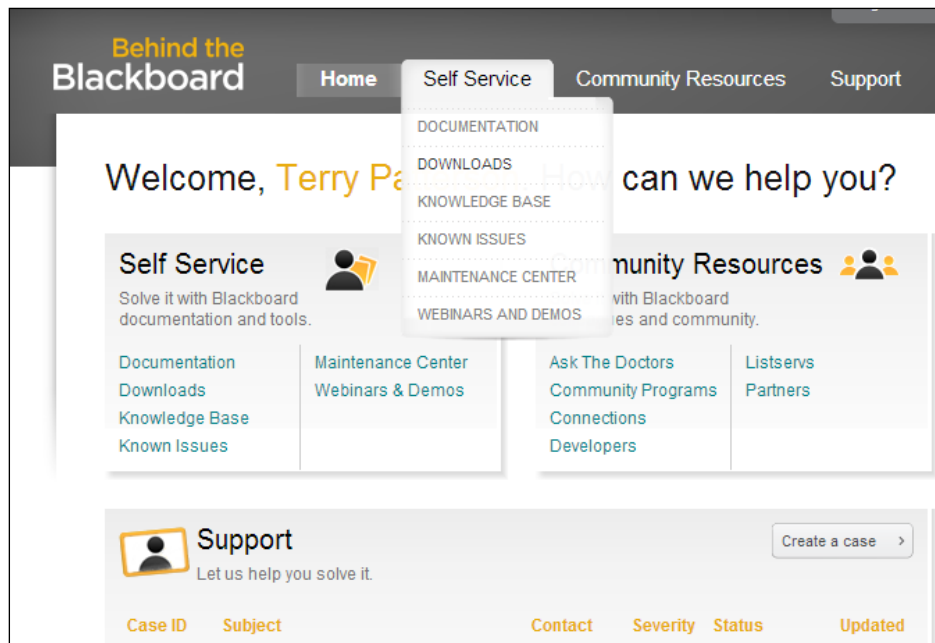 Behind the
Blackboard
Home Self Service Community Resources Support
DOCUMENTATION
DOWNLOADS
KNOWLEDGE BASE
KNOWN ISSUES
MAINTENANCE CENTER
WEBINARS AND DEMOS
Welcome, Terry How can we help you?
Self Service
Solve it with Blackboard
documentation and tools.
Documentation
Downloads
Knowledge Base
Known Issues
Maintenance Center
Webinars & Demos
Resources
with Blackboard
and community.
Ask The Doctors
Community Programs
Connections
Developers
Listservs
Partners
Support
Let us help you solve it.
Create a case >
Case ID Subject Contact Severity Status Updated